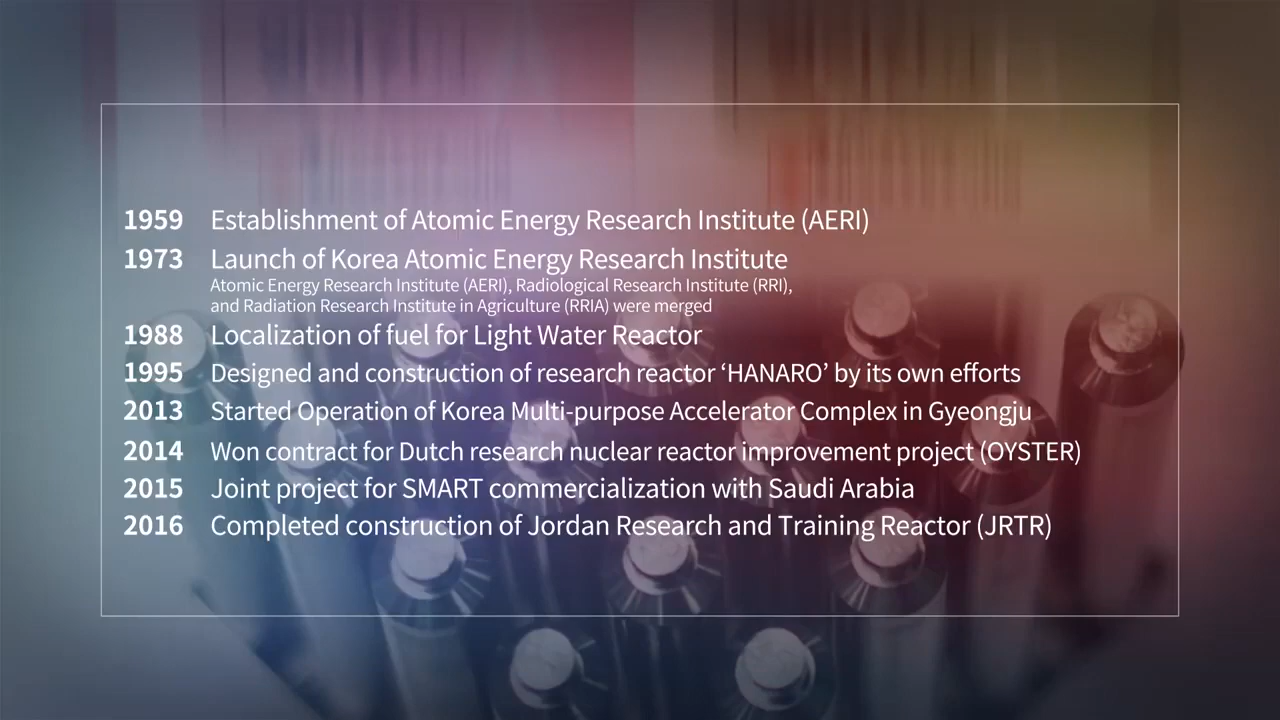 1959 Establishment of Atomic Energy Research Institute (AERI)
1973 Launch of Korea Atomic Energy Research Institute
Atomic Energy Research Institute (AERI), Radiological Research Institute (RRI),
and Radiation Research Institute in Agriculture (RRIA) were merged
1988 Localization of fuel for Light Water Reactor
1995 Designed and construction of research reactor ‘HANARO’ by its own efforts
2013 Started Operation of Korea Multi-purpose Accelerator Complex in Gyeongju
2014 Won contract for Dutch research nuclear reactor improvement project (OYSTER)
2015 Joint project for SMART commercialization with Saudi Arabia
2016 Completed construction of Jordan Research and Training Reactor (JRTR)